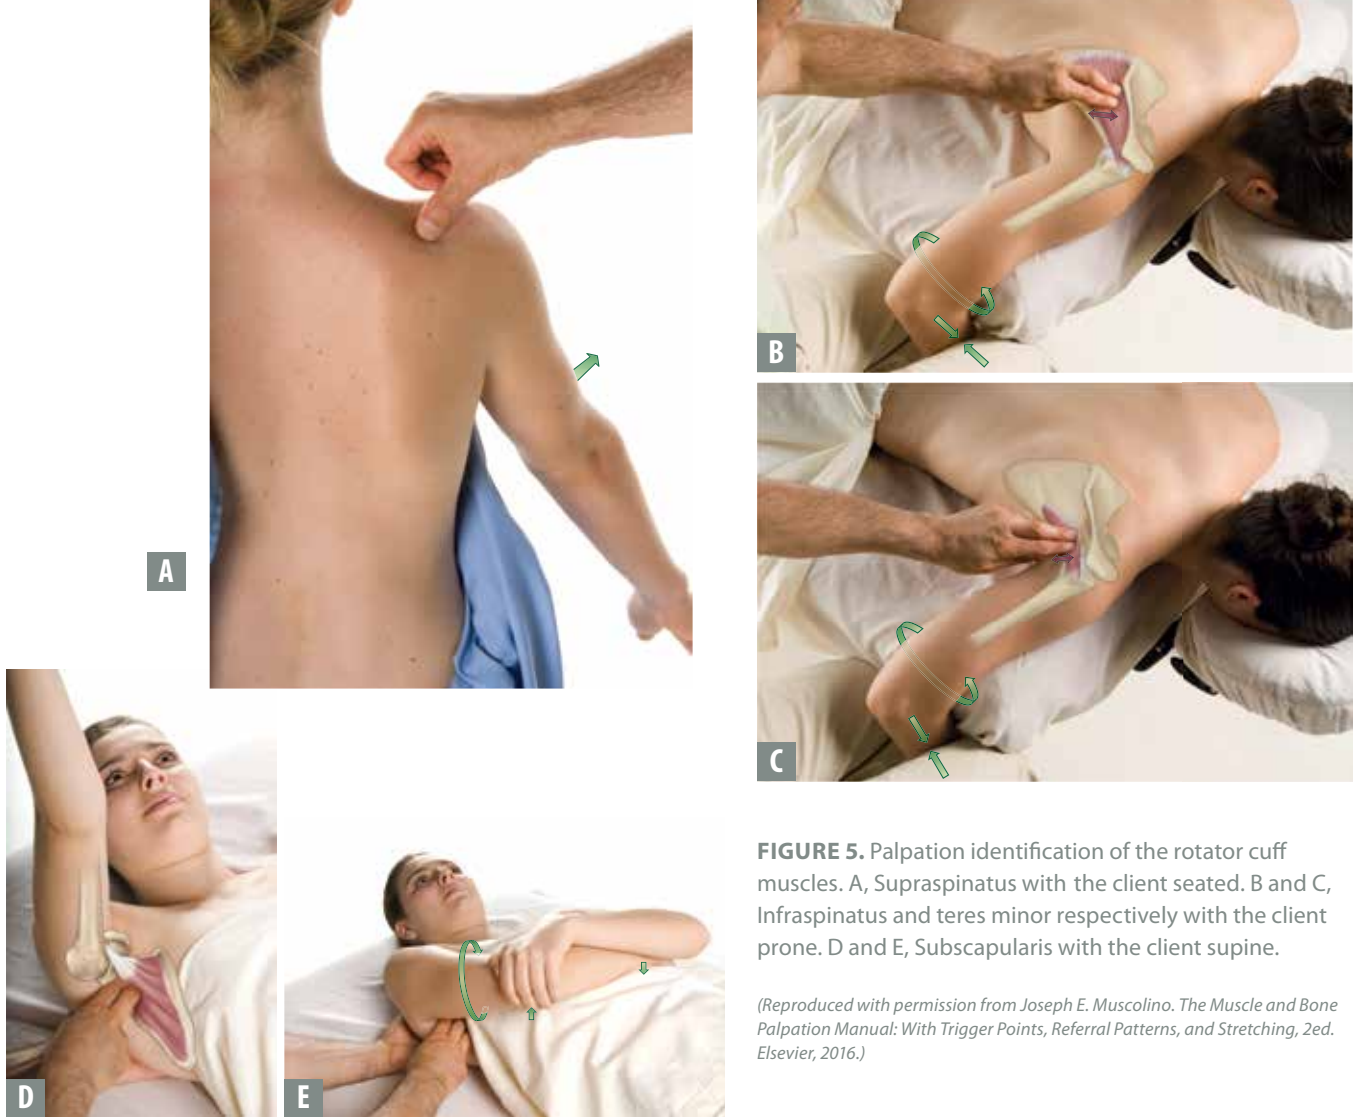 A
B
C
D
E
FIGURE 5. Palpation identification of the rotator cuff
muscles. A, Supraspinatus with the client seated. B and C,
Infraspinatus and teres minor respectively with the client
prone. D and E, Subscapularis with the client supine.
(Reproduced with permission from Joseph E. Muscolino. The Muscle and Bone
Palpation Manual: With Trigger Points, Referral Patterns, and Stretching, 2ed.
Elsevier, 2016.)